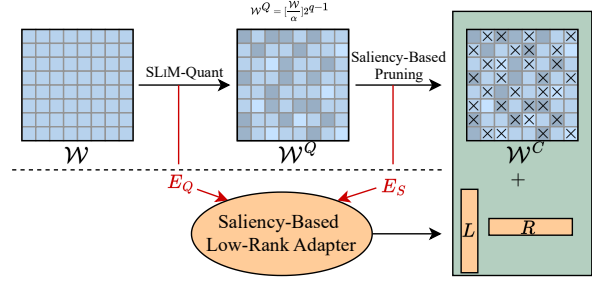 𝒲^Q = [𝒲/α]2^{q−1}
SLiM-Quant
Saliency-Based
Pruning
𝒲
𝒲^Q
𝒲^C
+
E_Q
E_S
Saliency-Based
Low-Rank Adapter
L
R